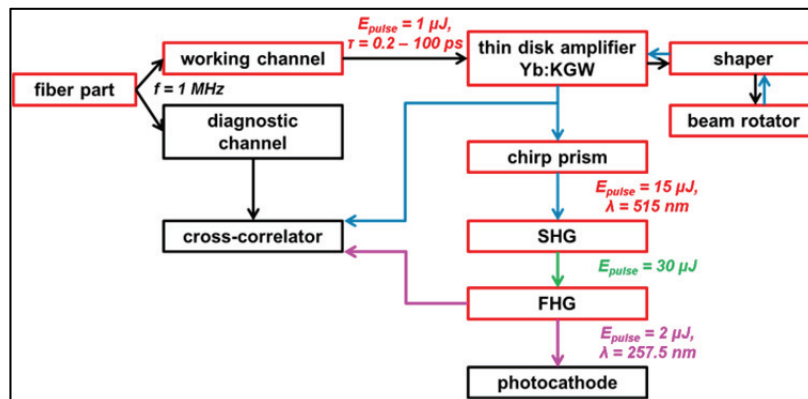 E_pulse = 1 μJ,
τ = 0.2 – 100 ps
working channel
thin disk amplifier
Yb:KGW
shaper
fiber part
f = 1 MHz
beam rotator
diagnostic
channel
chirp prism
E_pulse = 15 μJ,
λ = 515 nm
cross-correlator
SHG
E_pulse = 30 μJ
FHG
E_pulse = 2 μJ,
λ = 257.5 nm
photocathode